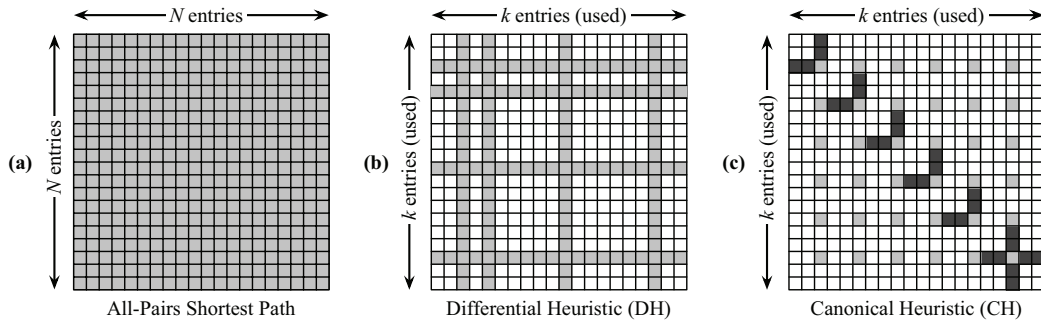 N entries
k entries (used)
k entries (used)
(a)
N entries
(b)
k entries (used)
(c)
k entries (used)
All-Pairs Shortest Path
Differential Heuristic (DH)
Canonical Heuristic (CH)